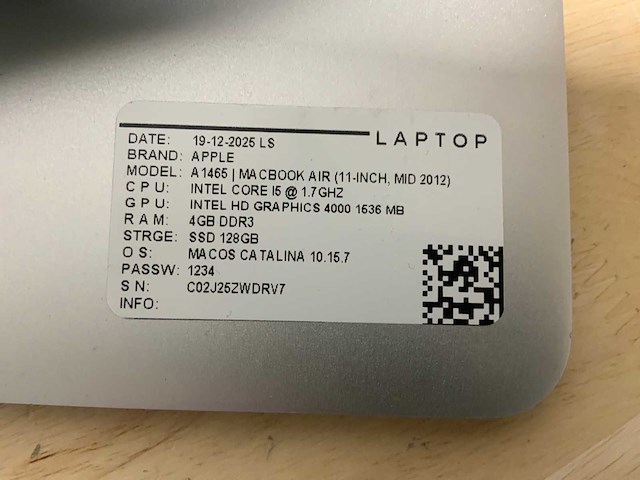 LAPTOP
DATE: 19-12-2025 LS
BRAND: APPLE
MODEL: A1465 | MACBOOK AIR (11-INCH, MID 2012)
CPU: INTEL CORE I5 @ 1.7GHZ
GPU: INTEL HD GRAPHICS 4000 1536 MB
RAM: 4GB DDR3
STRGE: SSD 128GB
OS: MACOS CATALINA 10.15.7
PASSW: 1234
SN: C02J25ZWDRV7
INFO: